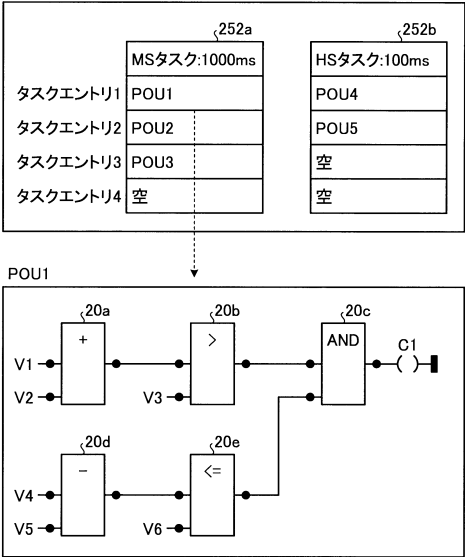 252a 252b
MSタスク:1000ms HSタスク:100ms
タスクエントリ1 POU1 POU4
タスクエントリ2 POU2 POU5
タスクエントリ3 POU3 空
タスクエントリ4 空 空
POU1
20a 20b 20c
+ > AND C1
V1
V2 V3
20d 20e
- <=
V4
V5 V6